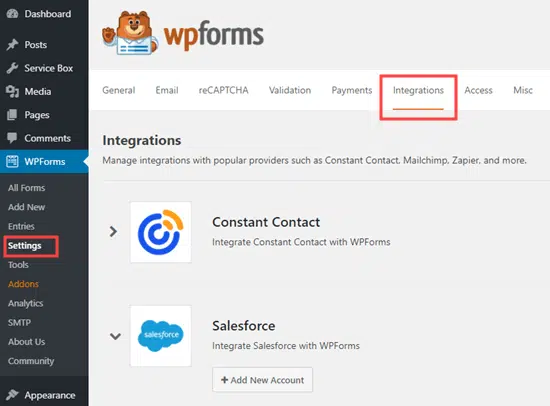 Dashboard
Posts
Service Box
Media
Pages
Comments
WPForms
All Forms
Add New
Entries
Settings
Tools
Addons
Analytics
SMTP
About Us
Community
Appearance
wpforms
General Email reCAPTCHA Validation Payments Integrations Access Misc
Integrations
Manage integrations with popular providers such as Constant Contact, Mailchimp, Zapier, and more.
Constant Contact
Integrate Constant Contact with WPForms
salesforce
Salesforce
Integrate Salesforce with WPForms
+ Add New Account